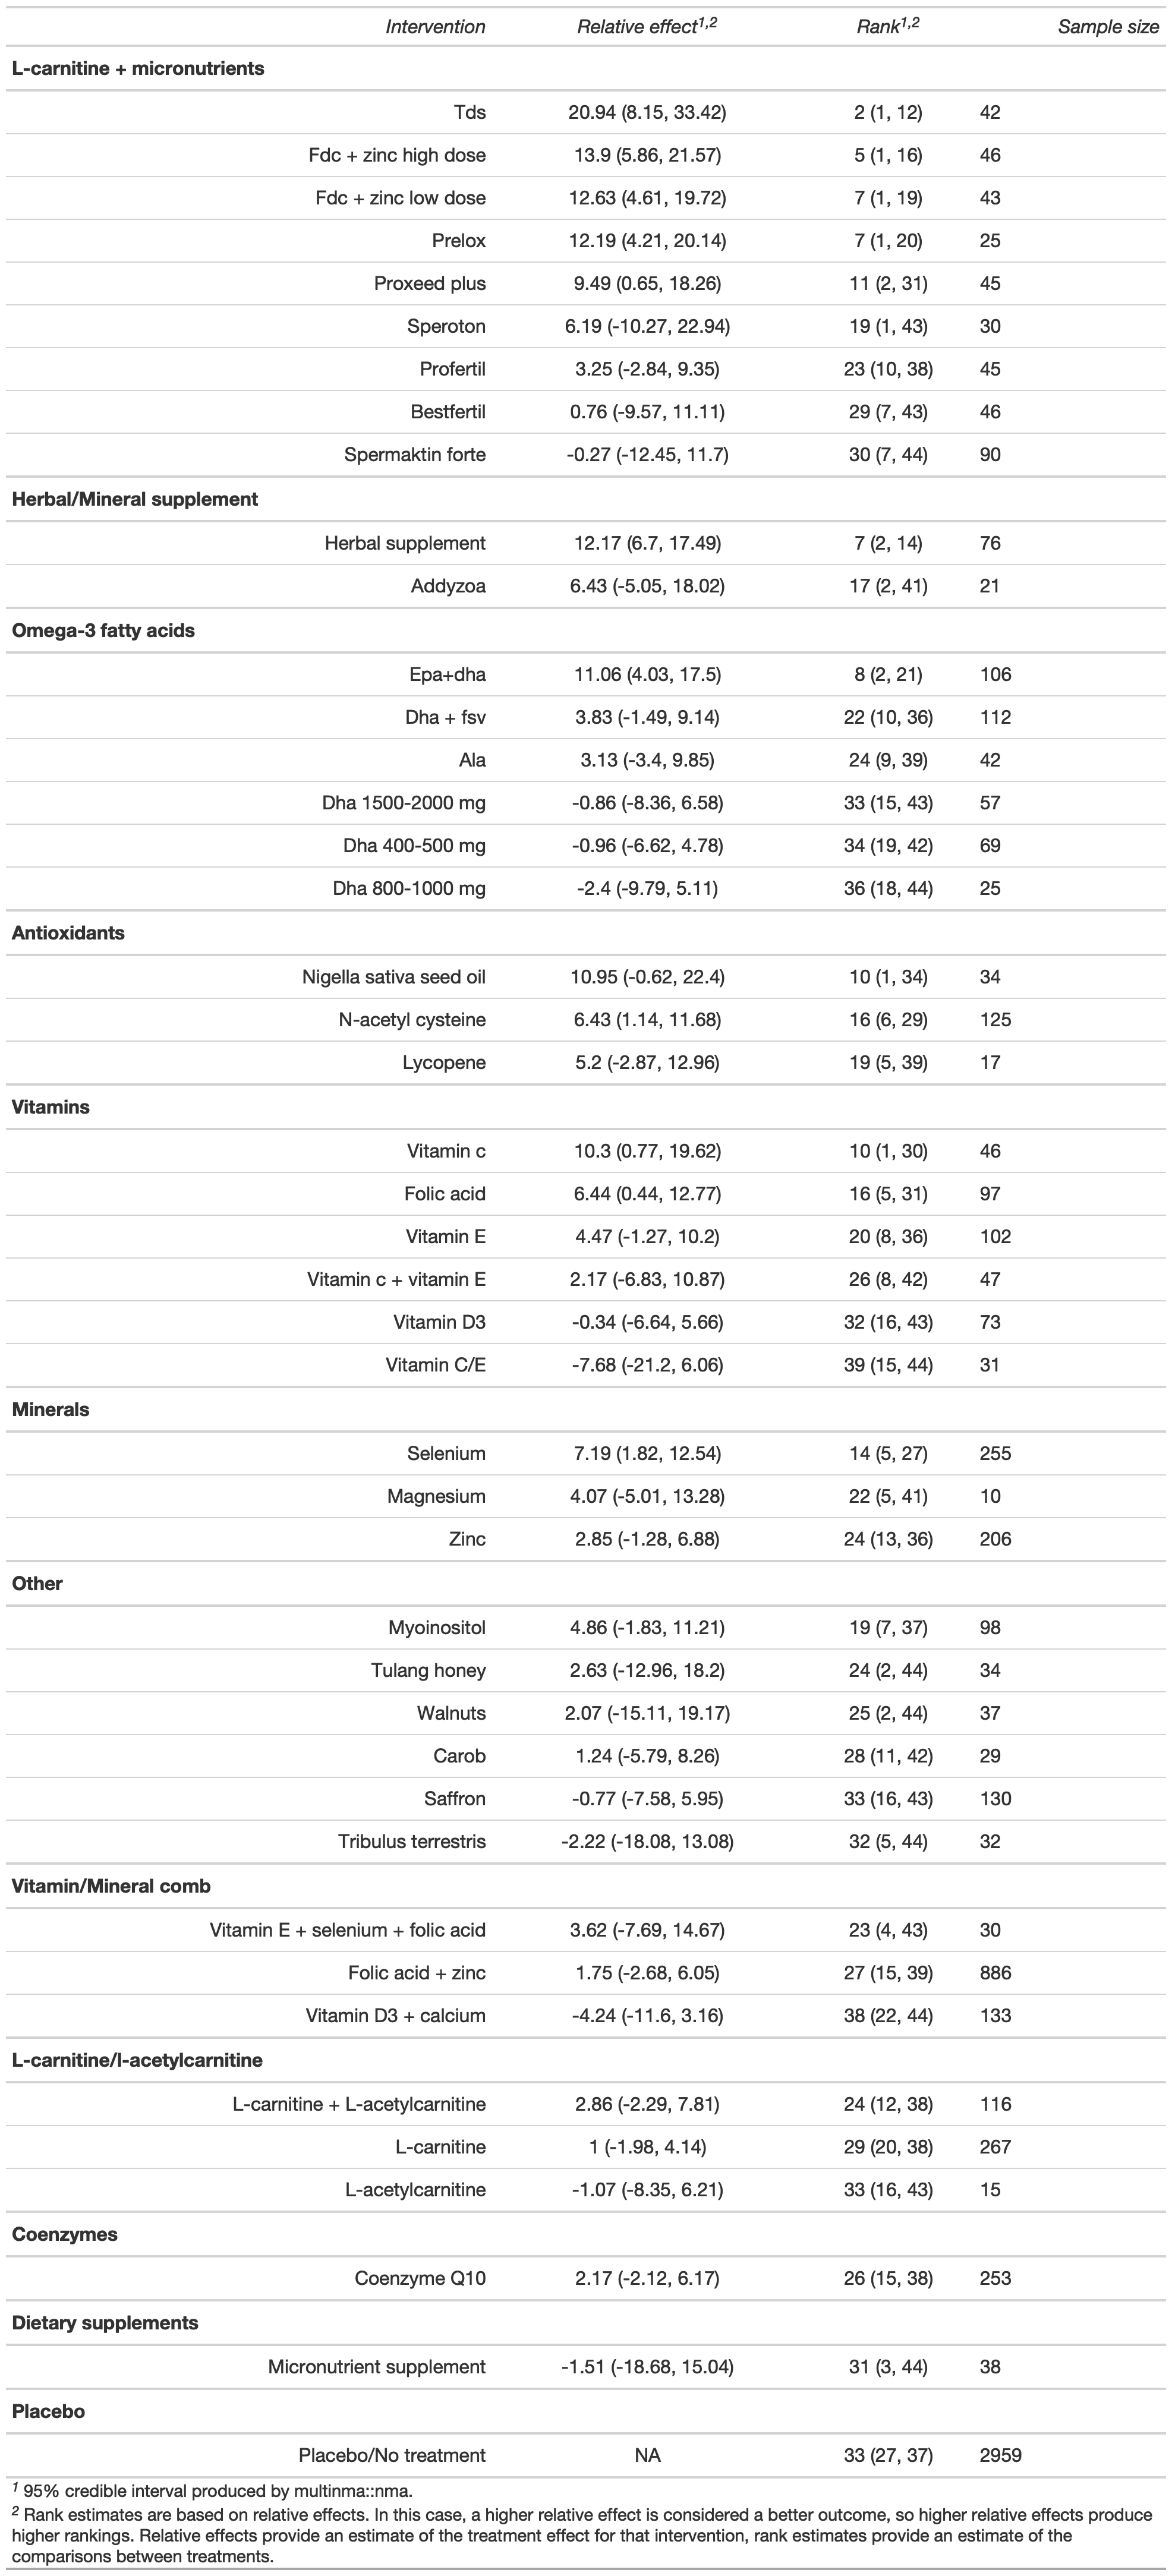 Intervention Relative effect1,2 Rank1,2 Sample size
L-carnitine + micronutrients
Tds 20.94 (8.15, 33.42) 2 (1, 12) 42
Fdc + zinc high dose 13.9 (5.86, 21.57) 5 (1, 16) 46
Fdc + zinc low dose 12.63 (4.61, 19.72) 7 (1, 19) 43
Prelox 12.19 (4.21, 20.14) 7 (1, 20) 25
Proxeed plus 9.49 (0.65, 18.26) 11 (2, 31) 45
Speroton 6.19 (-10.27, 22.94) 19 (1, 43) 30
Profertil 3.25 (-2.84, 9.35) 23 (10, 38) 45
Bestfertil 0.76 (-9.57, 11.11) 29 (7, 43) 46
Spermaktin forte -0.27 (-12.45, 11.7) 30 (7, 44) 90
Herbal/Mineral supplement
Herbal supplement 12.17 (6.7, 17.49) 7 (2, 14) 76
Addyzoa 6.43 (-5.05, 18.02) 17 (2, 41) 21
Omega-3 fatty acids
Epa+dha 11.06 (4.03, 17.5) 8 (2, 21) 106
Dha + fsv 3.83 (-1.49, 9.14) 22 (10, 36) 112
Ala 3.13 (-3.4, 9.85) 24 (9, 39) 42
Dha 1500-2000 mg -0.86 (-8.36, 6.58) 33 (15, 43) 57
Dha 400-500 mg -0.96 (-6.62, 4.78) 34 (19, 42) 69
Dha 800-1000 mg -2.4 (-9.79, 5.11) 36 (18, 44) 25
Antioxidants
Nigella sativa seed oil 10.95 (-0.62, 22.4) 10 (1, 34) 34
N-acetyl cysteine 6.43 (1.14, 11.68) 16 (6, 29) 125
Lycopene 5.2 (-2.87, 12.96) 19 (5, 39) 17
Vitamins
Vitamin c 10.3 (0.77, 19.62) 10 (1, 30) 46
Folic acid 6.44 (0.44, 12.77) 16 (5, 31) 97
Vitamin E 4.47 (-1.27, 10.2) 20 (8, 36) 102
Vitamin c + vitamin E 2.17 (-6.83, 10.87) 26 (8, 42) 47
Vitamin D3 -0.34 (-6.64, 5.66) 32 (16, 43) 73
Vitamin C/E -7.68 (-21.2, 6.06) 39 (15, 44) 31
Minerals
Selenium 7.19 (1.82, 12.54) 14 (5, 27) 255
Magnesium 4.07 (-5.01, 13.28) 22 (5, 41) 10
Zinc 2.85 (-1.28, 6.88) 24 (13, 36) 206
Other
Myoinositol 4.86 (-1.83, 11.21) 19 (7, 37) 98
Tulang honey 2.63 (-12.96, 18.2) 24 (2, 44) 34
Walnuts 2.07 (-15.11, 19.17) 25 (2, 44) 37
Carob 1.24 (-5.79, 8.26) 28 (11, 42) 29
Saffron -0.77 (-7.58, 5.95) 33 (16, 43) 130
Tribulus terrestris -2.22 (-18.08, 13.08) 32 (5, 44) 32
Vitamin/Mineral comb
Vitamin E + selenium + folic acid 3.62 (-7.69, 14.67) 23 (4, 43) 30
Folic acid + zinc 1.75 (-2.68, 6.05) 27 (15, 39) 886
Vitamin D3 + calcium -4.24 (-11.6, 3.16) 38 (22, 44) 133
L-carnitine/l-acetylcarnitine
L-carnitine + L-acetylcarnitine 2.86 (-2.29, 7.81) 24 (12, 38) 116
L-carnitine 1 (-1.98, 4.14) 29 (20, 38) 267
L-acetylcarnitine -1.07 (-8.35, 6.21) 33 (16, 43) 15
Coenzymes
Coenzyme Q10 2.17 (-2.12, 6.17) 26 (15, 38) 253
Dietary supplements
Micronutrient supplement -1.51 (-18.68, 15.04) 31 (3, 44) 38
Placebo
Placebo/No treatment NA 33 (27, 37) 2959
1 95% credible interval produced by multinma::nma.
2 Rank estimates are based on relative effects. In this case, a higher relative effect is considered a better outcome, so higher relative effects produce
higher rankings. Relative effects provide an estimate of the treatment effect for that intervention, rank estimates provide an estimate of the
comparisons between treatments.